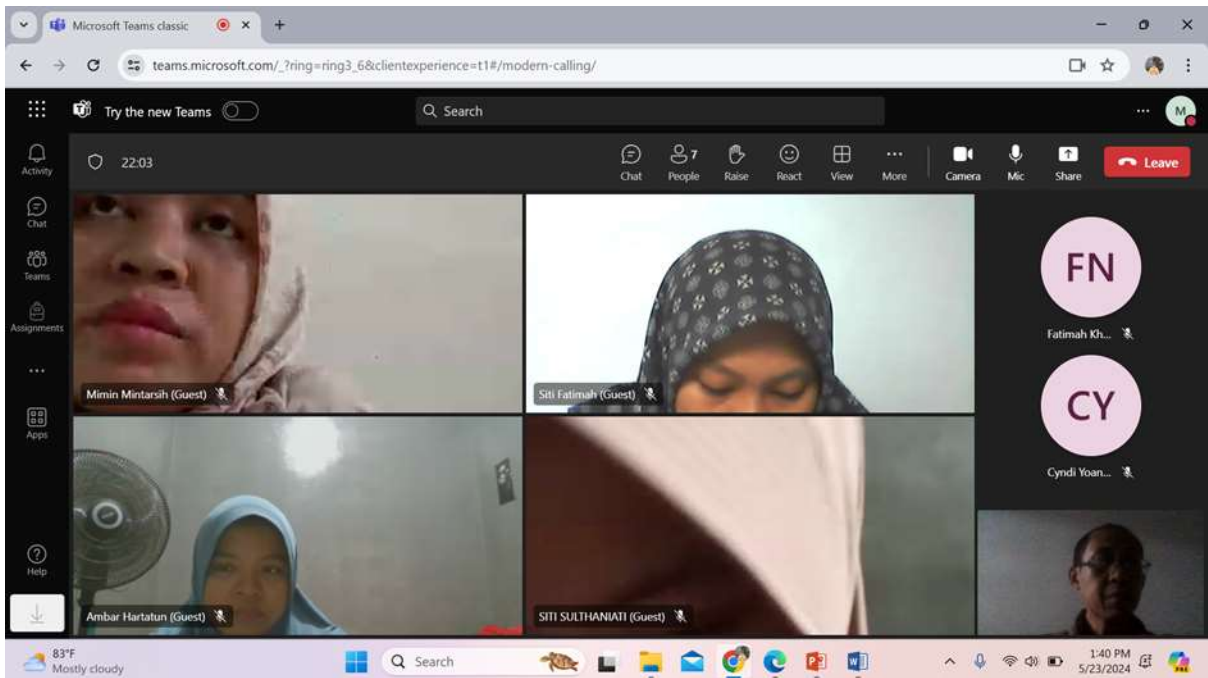 Microsoft Teams classic
teams.microsoft.com/_?ring=ring3_6&clientexperience=t1#/modern-calling/
Try the new Teams
Search
M
Activity
Chat
Teams
Assignments
Apps
Help
22:03
Chat
People 7
Raise
React
View
More
Camera
Mic
Share
Leave
Mimin Mintarsih (Guest)
Siti Fatimah (Guest)
Ambar Hartatun (Guest)
SITI SULTHANIATI (Guest)
FN
Fatimah Kh...
CY
Cyndi Yoan...
83°F
Mostly cloudy
Search
1:40 PM
5/23/2024